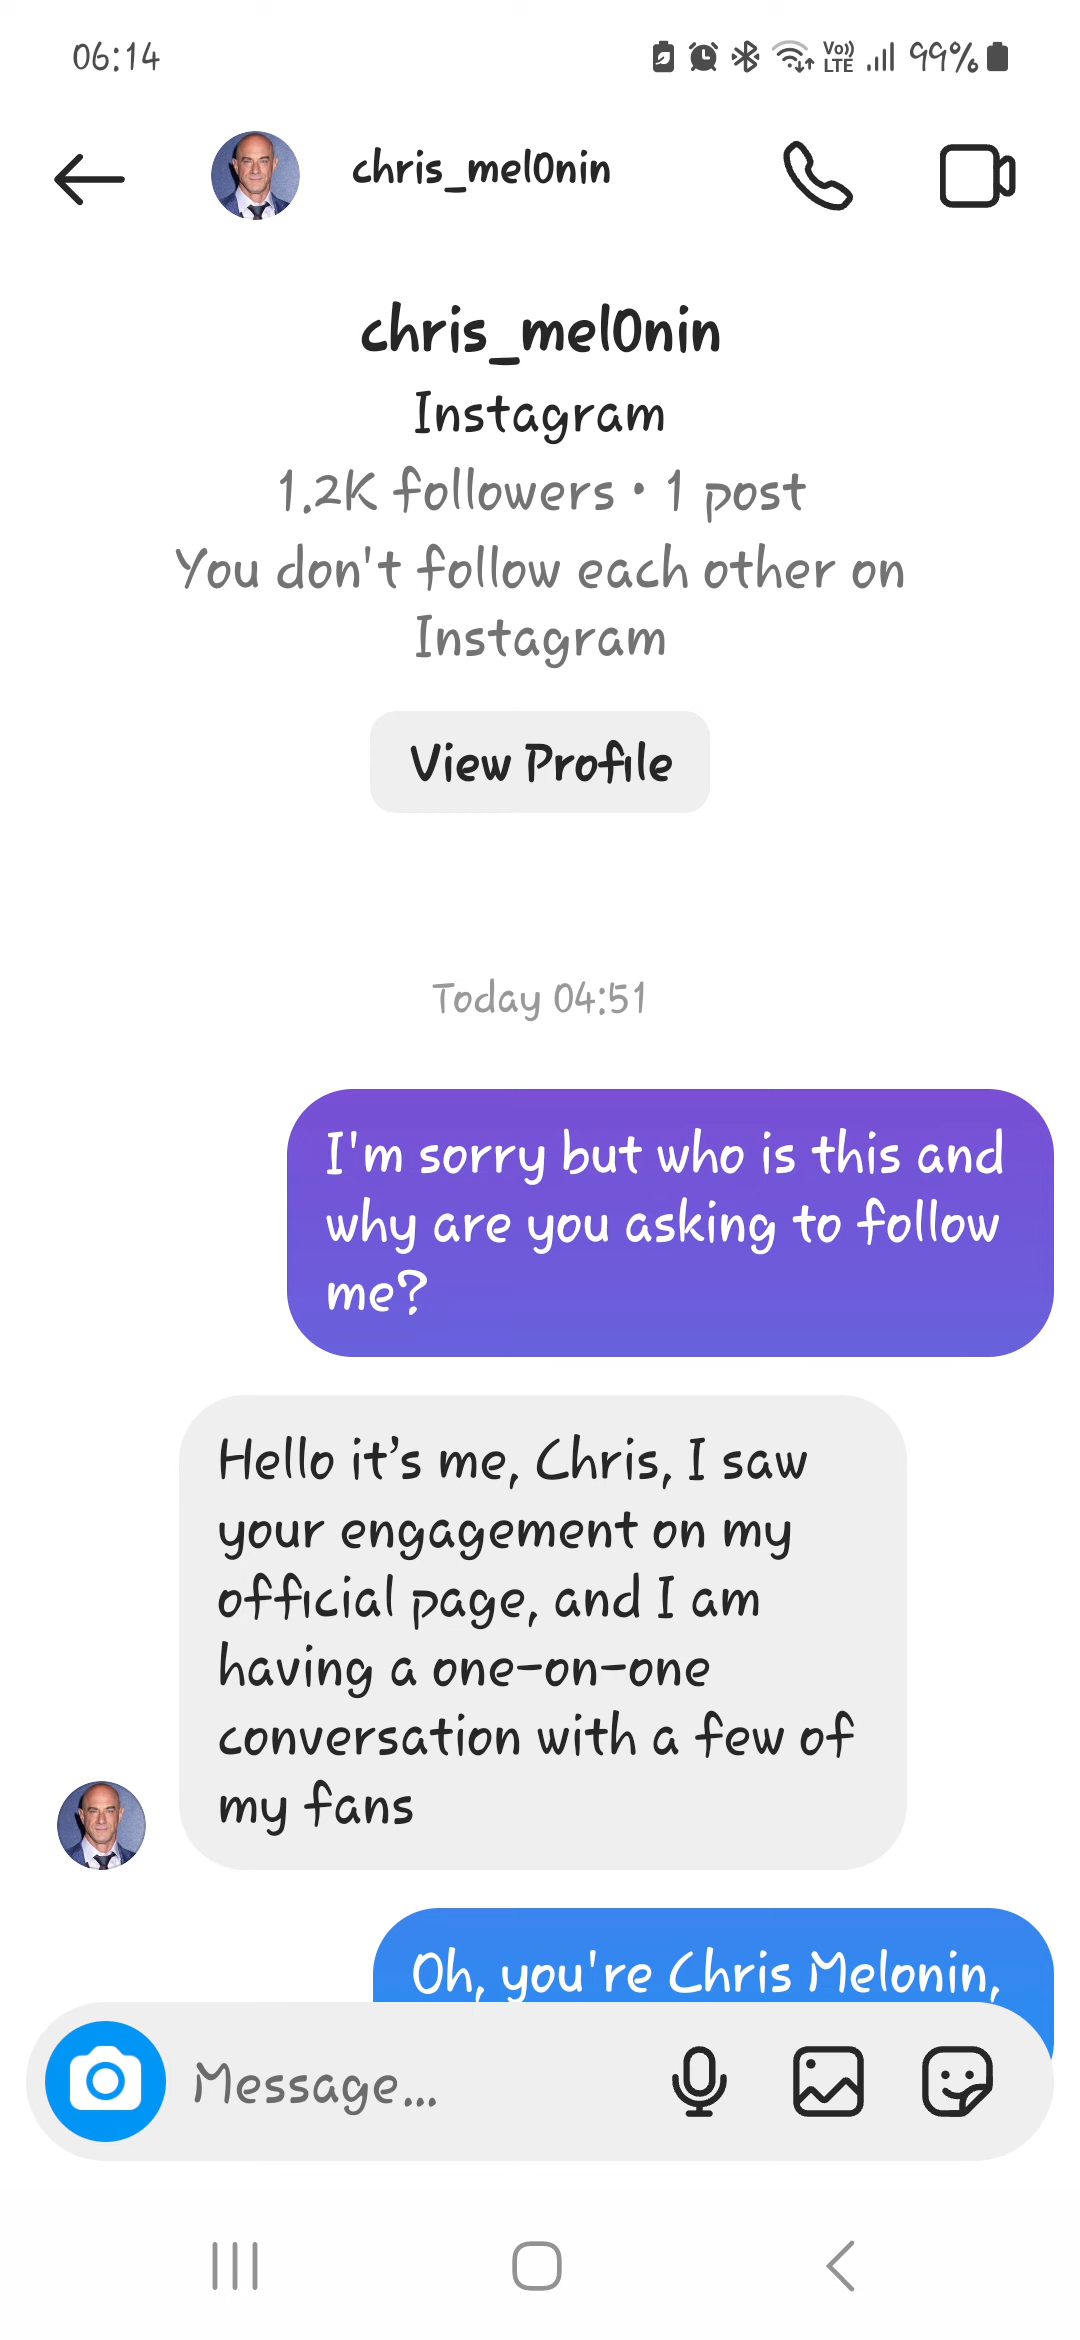 06:14 Vo)) LTE 99%
chris_mel0nin
chris_mel0nin
Instagram
1.2K followers • 1 post
You don't follow each other on
Instagram
View Profile
Today 04:51
I'm sorry but who is this and
why are you asking to follow
me?
Hello it’s me, Chris, I saw
your engagement on my
official page, and I am
having a one-on-one
conversation with a few of
my fans
Oh, you're Chris Melonin,
Message...